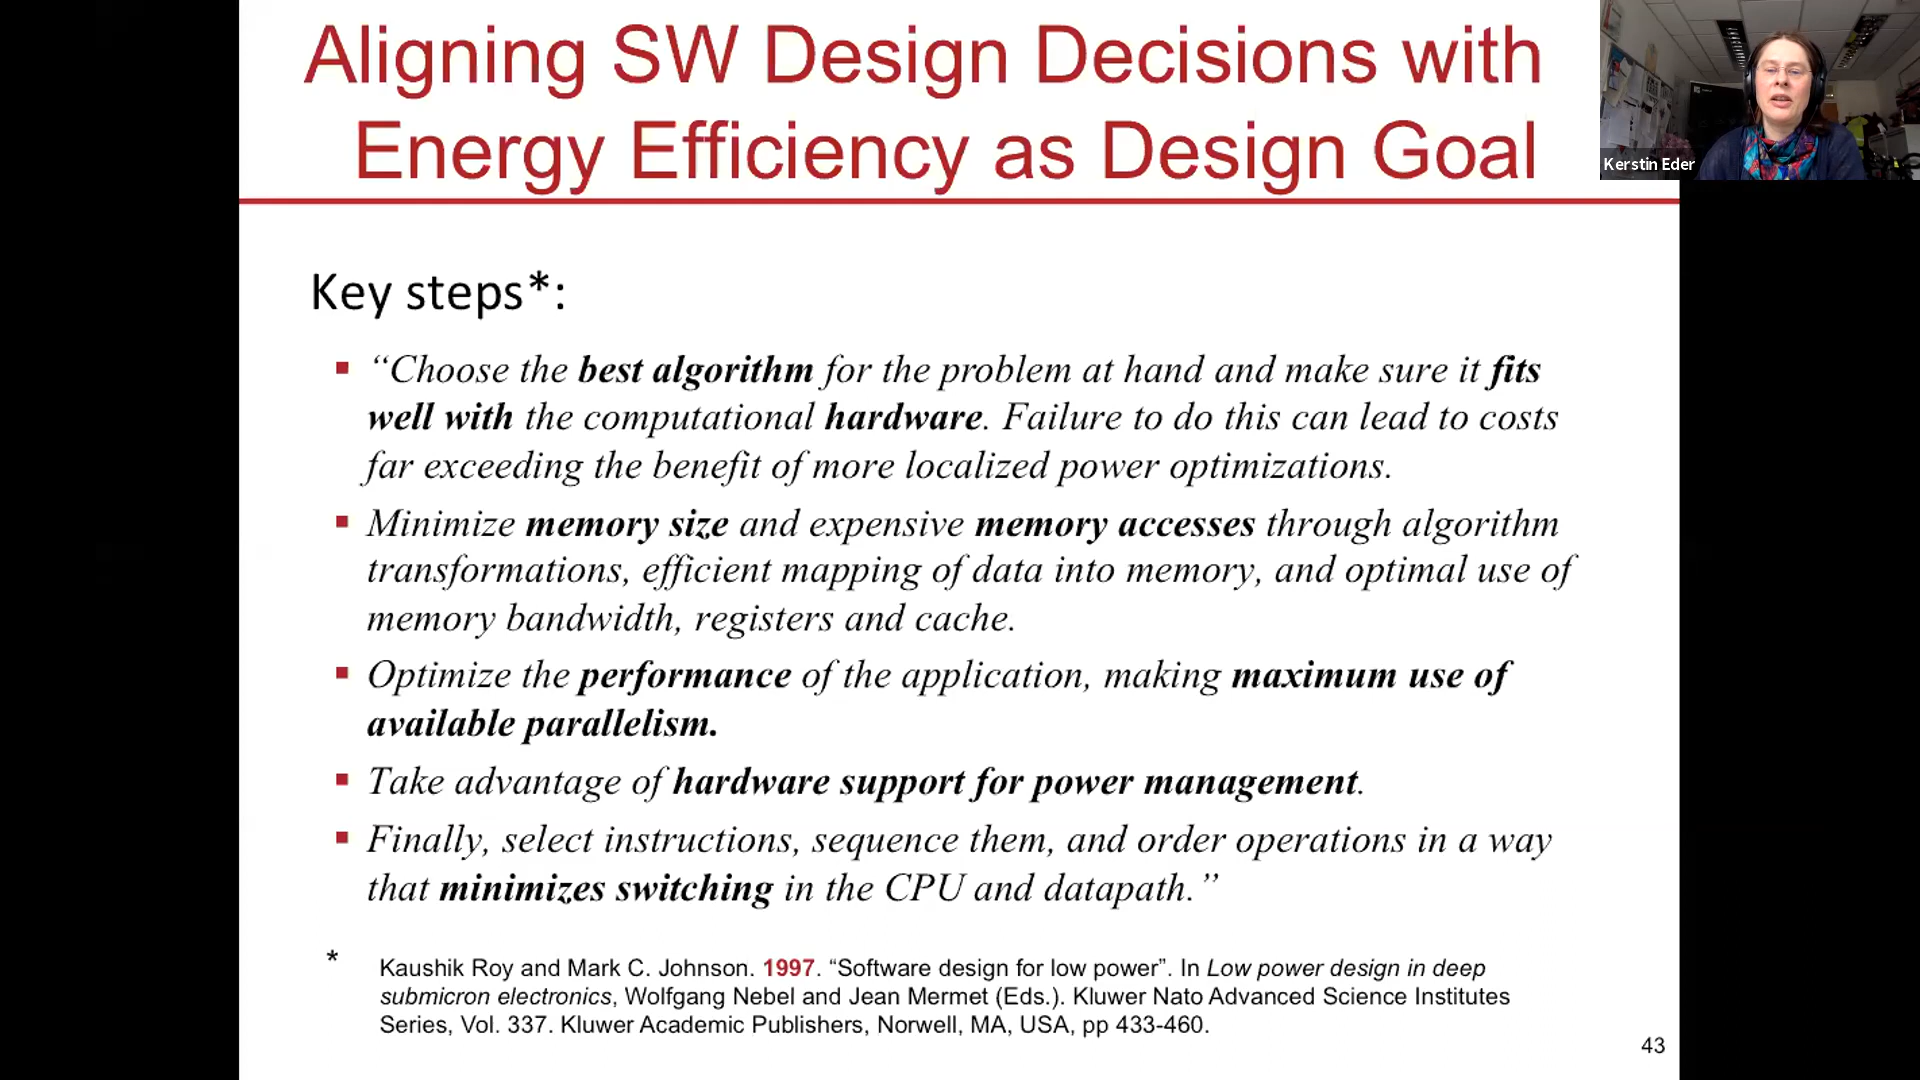 Aligning SW Design Decisions with
Energy Efficiency as Design Goal
Kerstin Eder
Key steps*:
▪ “Choose the best algorithm for the problem at hand and make sure it fits
well with the computational hardware. Failure to do this can lead to costs
far exceeding the benefit of more localized power optimizations.
▪ Minimize memory size and expensive memory accesses through algorithm
transformations, efficient mapping of data into memory, and optimal use of
memory bandwidth, registers and cache.
▪ Optimize the performance of the application, making maximum use of
available parallelism.
▪ Take advantage of hardware support for power management.
▪ Finally, select instructions, sequence them, and order operations in a way
that minimizes switching in the CPU and datapath.”
* Kaushik Roy and Mark C. Johnson. 1997. “Software design for low power”. In Low power design in deep
submicron electronics, Wolfgang Nebel and Jean Mermet (Eds.). Kluwer Nato Advanced Science Institutes
Series, Vol. 337. Kluwer Academic Publishers, Norwell, MA, USA, pp 433-460.
43